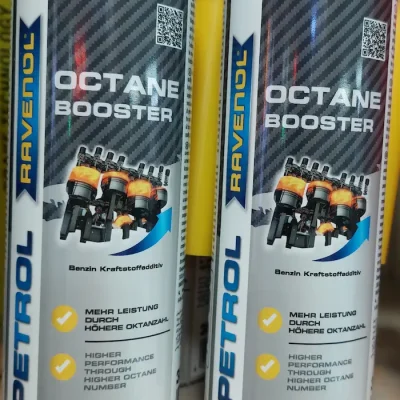 RAVENOL
PETROL
OCTANE
BOOSTER
Benzin Kraftstoffadditiv
MEHR LEISTUNG
DURCH
HÖHERE OKTANZAHL
HIGHER
PERFORMANCE
THROUGH
HIGHER OCTANE
NUMBER
RAVENOL
PETROL
OCTANE
BOOSTER
Benzin Kraftstoffadditiv
MEHR LEISTUNG
DURCH
HÖHERE OKTANZAHL
HIGHER
PERFORMANCE
THROUGH
HIGHER OCTANE
NUMBER